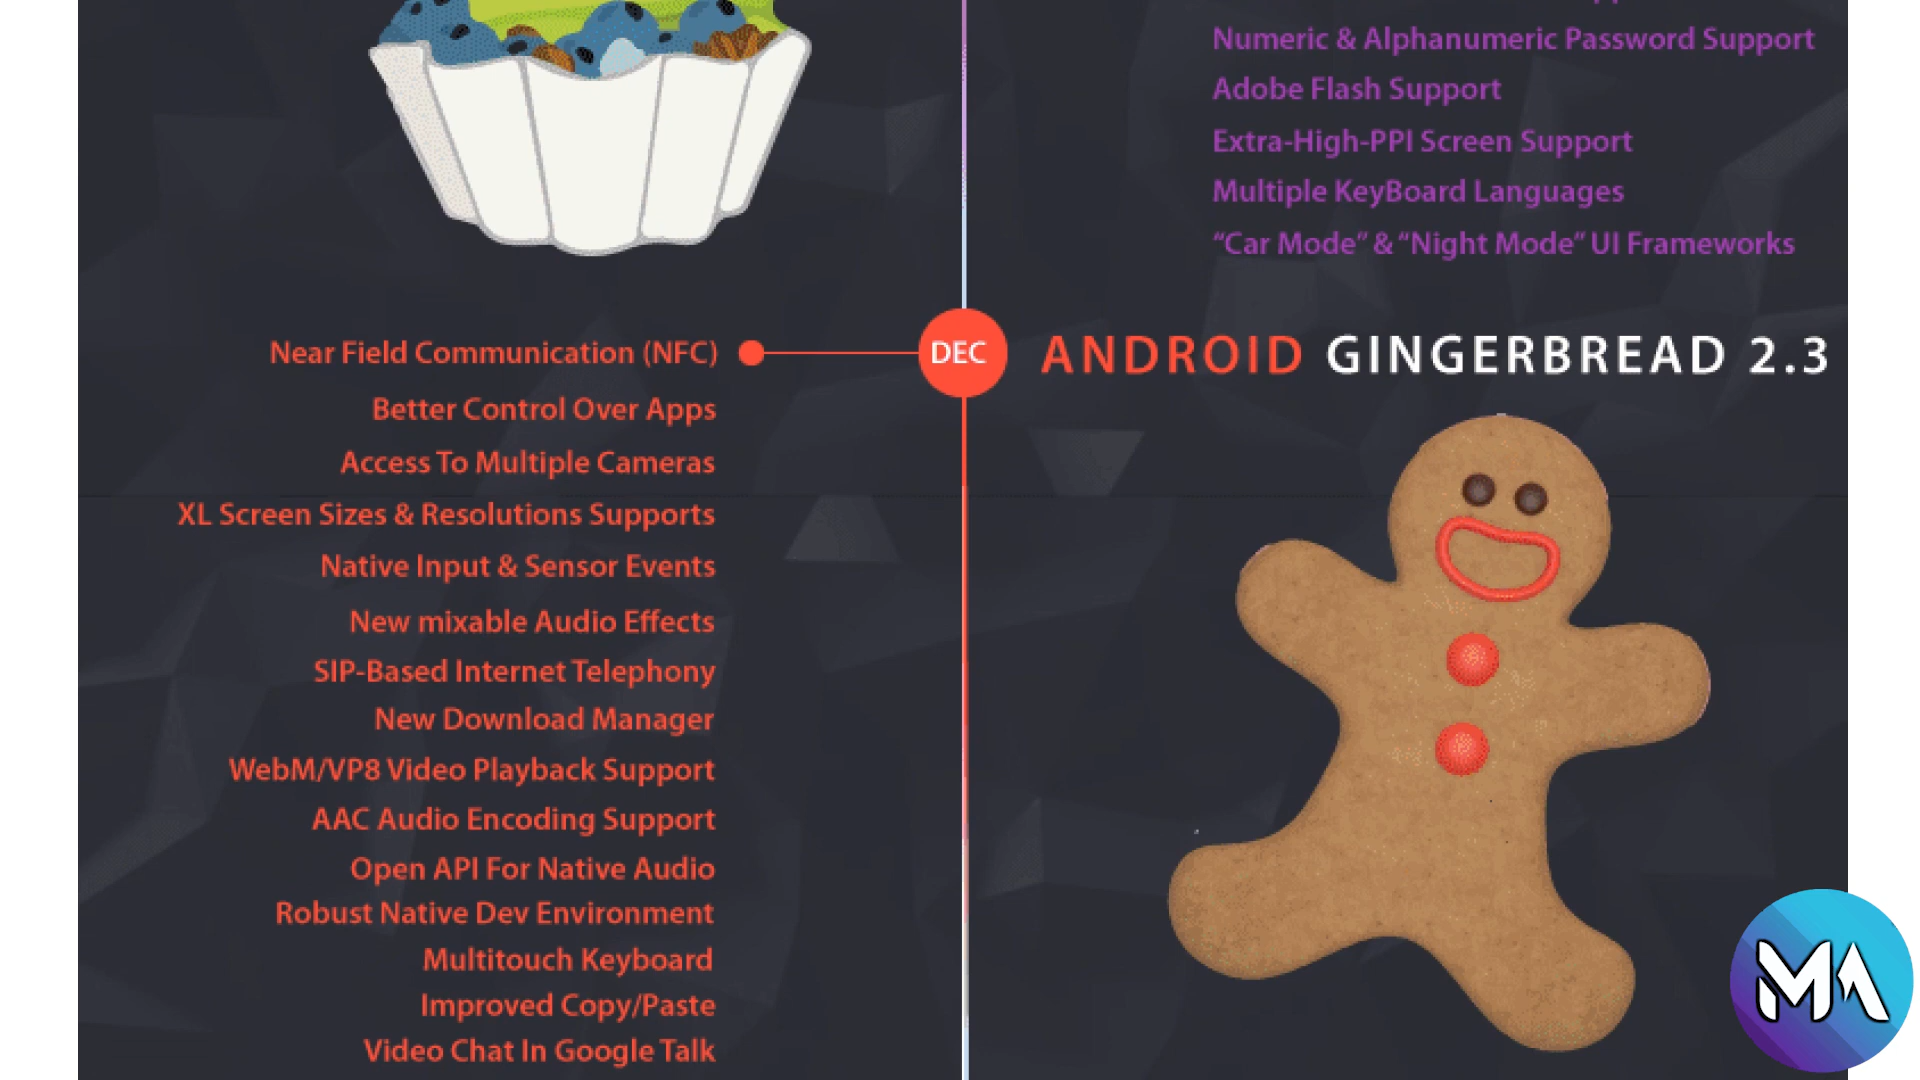 Numeric & Alphanumeric Password Support
Adobe Flash Support
Extra-High-PPI Screen Support
Multiple KeyBoard Languages
“Car Mode” & “Night Mode” UI Frameworks
DEC
ANDROID GINGERBREAD 2.3
Near Field Communication (NFC)
Better Control Over Apps
Access To Multiple Cameras
XL Screen Sizes & Resolutions Supports
Native Input & Sensor Events
New mixable Audio Effects
SIP-Based Internet Telephony
New Download Manager
WebM/VP8 Video Playback Support
AAC Audio Encoding Support
Open API For Native Audio
Robust Native Dev Environment
Multitouch Keyboard
Improved Copy/Paste
Video Chat In Google Talk
MA